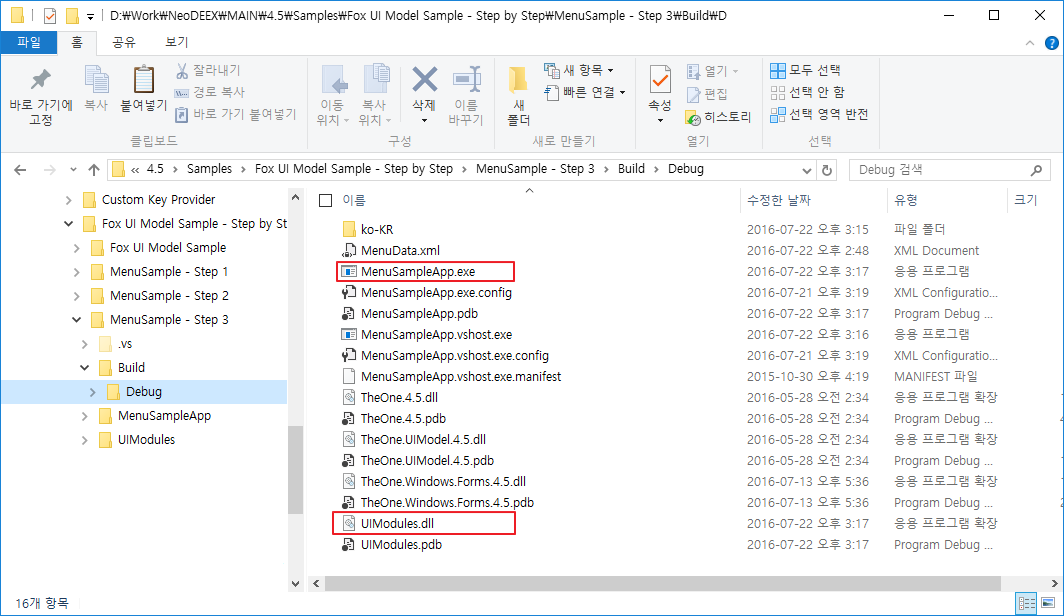 D:₩Work₩NeoDEEX₩MAIN₩4.5₩Samples₩Fox UI Model Sample - Step by Step₩MenuSample - Step 3₩Build₩D
파일 홈 공유 보기
바로 가기에 고정
복사
붙여넣기
잘라내기
경로 복사
바로 가기 붙여넣기
클립보드
이동 위치
복사 위치
삭제
이름 바꾸기
구성
새 폴더
새 항목
빠른 연결
새로 만들기
속성
열기
편집
히스토리
열기
모두 선택
선택 안 함
선택 영역 반전
선택
« 4.5 > Samples > Fox UI Model Sample - Step by Step > MenuSample - Step 3 > Build > Debug
Debug 검색
Custom Key Provider
Fox UI Model Sample - Step by St
Fox UI Model Sample
MenuSample - Step 1
MenuSample - Step 2
MenuSample - Step 3
.vs
Build
Debug
MenuSampleApp
UIModules
이름 수정한 날짜 유형 크기
ko-KR 2016-07-22 오후 3:15 파일 폴더
MenuData.xml 2016-07-22 오후 2:48 XML Document
MenuSampleApp.exe 2016-07-22 오후 3:17 응용 프로그램
MenuSampleApp.exe.config 2016-07-21 오후 3:19 XML Configuratio...
MenuSampleApp.pdb 2016-07-22 오후 3:17 Program Debug ...
MenuSampleApp.vshost.exe 2016-07-22 오후 3:16 응용 프로그램
MenuSampleApp.vshost.exe.config 2016-07-21 오후 3:19 XML Configuratio...
MenuSampleApp.vshost.exe.manifest 2015-10-30 오후 4:19 MANIFEST 파일
TheOne.4.5.dll 2016-05-28 오전 2:34 응용 프로그램 확장
TheOne.4.5.pdb 2016-05-28 오전 2:34 Program Debug ...
TheOne.UIModel.4.5.dll 2016-05-28 오전 2:34 응용 프로그램 확장
TheOne.UIModel.4.5.pdb 2016-05-28 오전 2:34 Program Debug ...
TheOne.Windows.Forms.4.5.dll 2016-07-13 오후 5:36 응용 프로그램 확장
TheOne.Windows.Forms.4.5.pdb 2016-07-13 오후 5:36 Program Debug ...
UIModules.dll 2016-07-22 오후 3:17 응용 프로그램 확장
UIModules.pdb 2016-07-22 오후 3:17 Program Debug ...
16개 항목